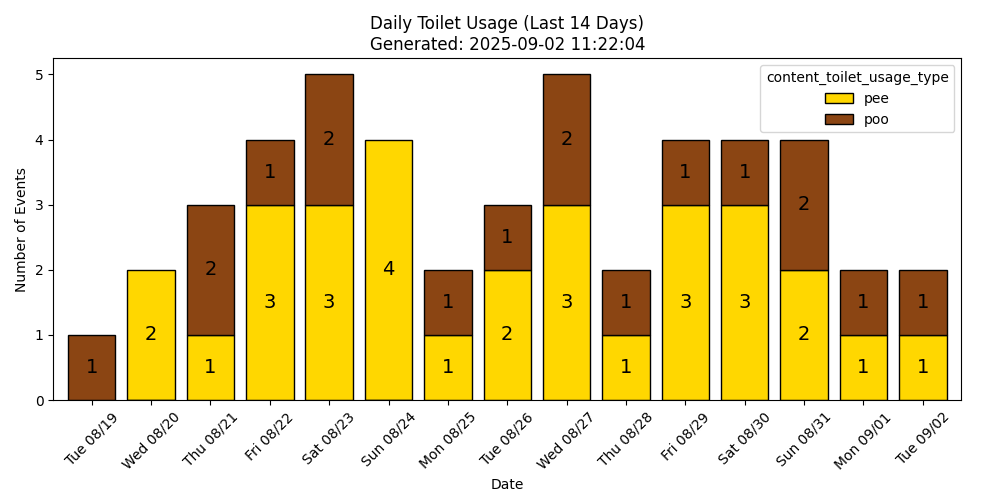 Daily Toilet Usage (Last 14 Days)
Generated: 2025-09-02 11:22:04
content_toilet_usage_type
pee
poo
Number of Events
5
4
3
2
1
0
1
2
1 2
3 1
3 2
4
1 1
2 1
3 2
1 1
3 1
3 1
2 2
1 1
1 1
Tue 08/19
Wed 08/20
Thu 08/21
Fri 08/22
Sat 08/23
Sun 08/24
Mon 08/25
Tue 08/26
Wed 08/27
Thu 08/28
Fri 08/29
Sat 08/30
Sun 08/31
Mon 09/01
Tue 09/02
Date